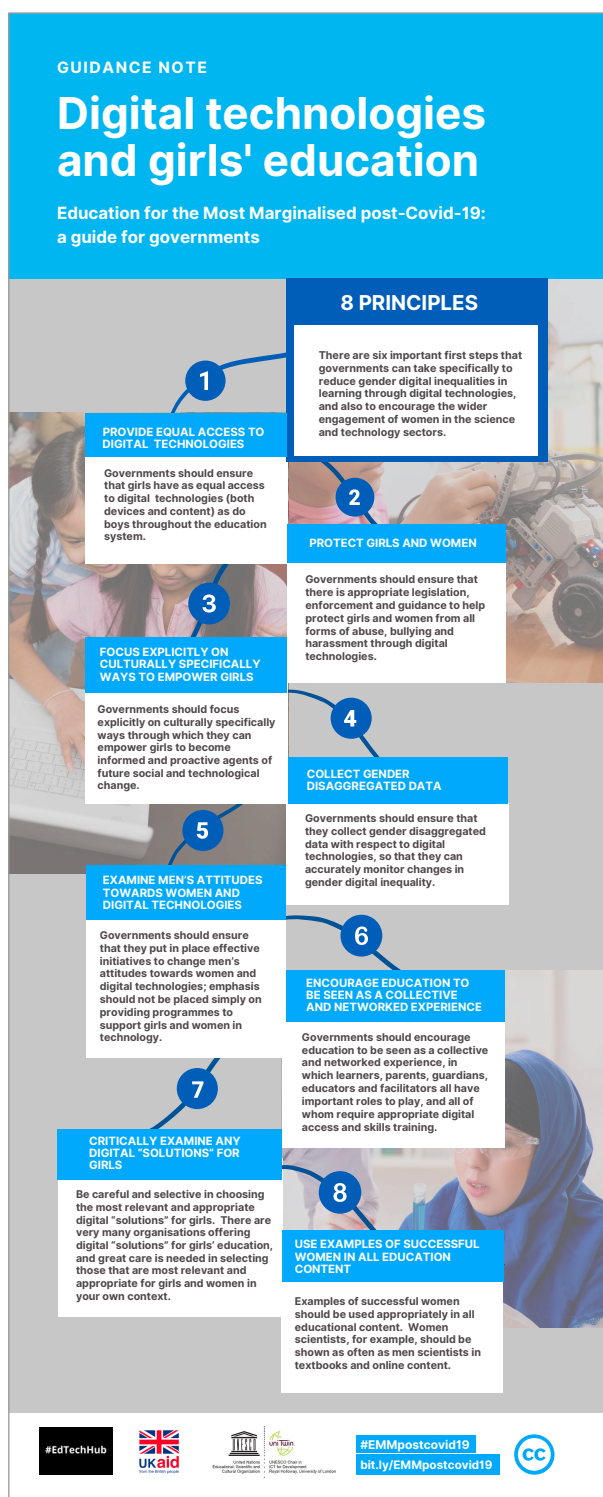 GUIDANCE NOTE
Digital technologies
and girls' education
Education for the Most Marginalised post-Covid-19:
a guide for governments
8 PRINCIPLES
There are six important first steps that
governments can take specifically to
reduce gender digital inequalities in
learning through digital technologies,
and also to encourage the wider
engagement of women in the science
and technology sectors.
1
PROVIDE EQUAL ACCESS TO
DIGITAL TECHNOLOGIES
Governments should ensure
that girls have as equal access
to digital technologies (both
devices and content) as do
boys throughout the education
system.
2
PROTECT GIRLS AND WOMEN
Governments should ensure that
there is appropriate legislation,
enforcement and guidance to help
protect girls and women from all
forms of abuse, bullying and
harassment through digital
technologies.
3
FOCUS EXPLICITLY ON
CULTURALLY SPECIFICALLY
WAYS TO EMPOWER GIRLS
Governments should focus
explicitly on culturally specifically
ways through which they can
empower girls to become
informed and proactive agents of
future social and technological
change.
4
COLLECT GENDER
DISAGGREGATED DATA
Governments should ensure that
they collect gender disaggregated
data with respect to digital
technologies, so that they can
accurately monitor changes in
gender digital inequality.
5
EXAMINE MEN'S ATTITUDES
TOWARDS WOMEN AND
DIGITAL TECHNOLOGIES
Governments should ensure
that they put in place effective
initiatives to change men's
attitudes towards women and
digital technologies; emphasis
should not be placed simply on
providing programmes to
support girls and women in
technology.
6
ENCOURAGE EDUCATION TO
BE SEEN AS A COLLECTIVE
AND NETWORKED EXPERIENCE
Governments should encourage
education to be seen as a collective
and networked experience, in
which learners, parents, guardians,
educators and facilitators all have
important roles to play, and all of
whom require appropriate digital
access and skills training.
7
CRITICALLY EXAMINE ANY
DIGITAL "SOLUTIONS" FOR
GIRLS
Be careful and selective in choosing
the most relevant and appropriate
digital "solutions" for girls. There are
very many organisations offering
digital "solutions" for girls' education,
and great care is needed in selecting
those that are most relevant and
appropriate for girls and women in
your own context.
8
USE EXAMPLES OF SUCCESSFUL
WOMEN IN ALL EDUCATION
CONTENT
Examples of successful women
should be used appropriately in all
educational content. Women
scientists, for example, should be
shown as often as men scientists in
textbooks and online content.
#EdTechHub
UKaid
from the British people
uni Twin
United Nations
Educational, Scientific and
Cultural Organization
UNESCO Chair in
ICT for Development
Royal Holloway, University of London
#EMMpostcovid19
bit.ly/EMMpostcovid19
cc